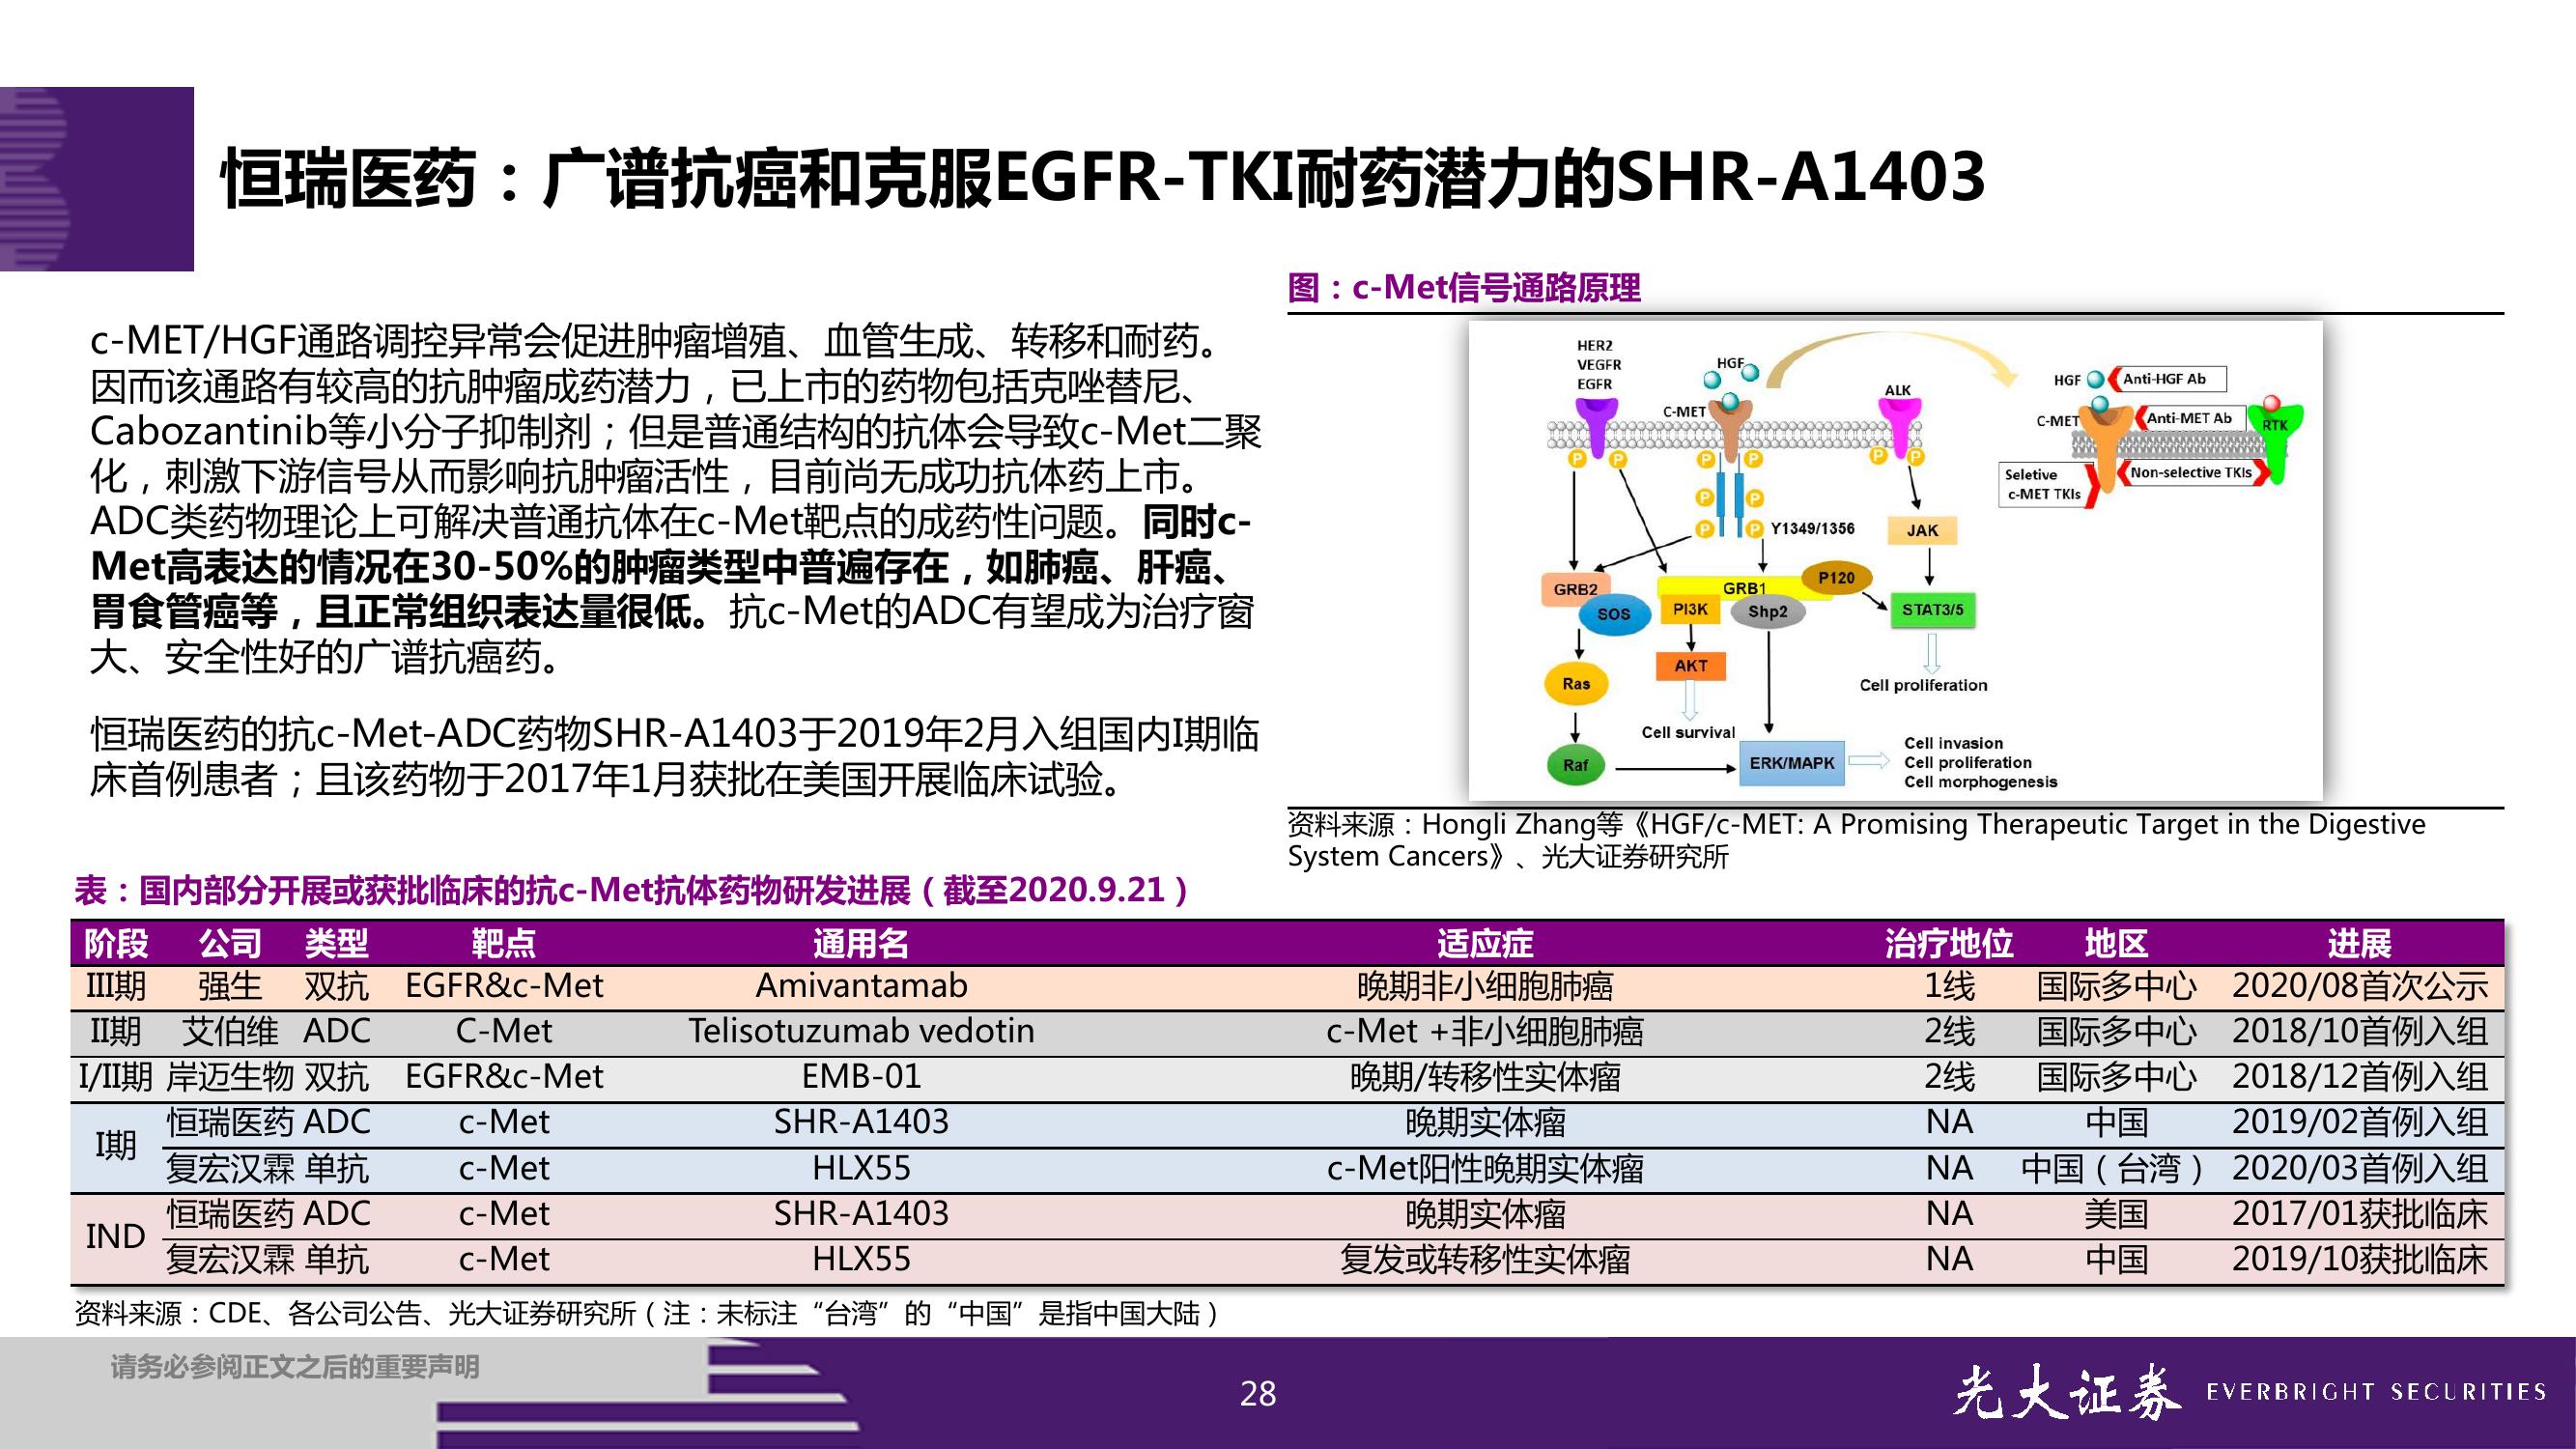 恒瑞医药：广谱抗癌和克服EGFR-TKI耐药潜力的SHR-A1403
c-MET/HGF通路调控异常会促进肿瘤增殖、血管生成、转移和耐药。
因而该通路有较高的抗肿瘤成药潜力，已上市的药物包括克唑替尼、
Cabozantinib等小分子抑制剂；但是普通结构的抗体会导致c-Met二聚
化，刺激下游信号从而影响抗肿瘤活性，目前尚无成功抗体药上市。
ADC类药物理论上可解决普通抗体在c-Met靶点的成药性问题。同时c-
Met高表达的情况在30-50%的肿瘤类型中普遍存在，如肺癌、肝癌、
胃食管癌等，且正常组织表达量很低。抗c-Met的ADC有望成为治疗窗
大、安全性好的广谱抗癌药。
恒瑞医药的抗c-Met-ADC药物SHR-A1403于2019年2月入组国内I期临
床首例患者；且该药物于2017年1月获批在美国开展临床试验。
图：c-Met信号通路原理
HER2
VEGFR
EGFR
HGF
C-MET
ALK
HGF
Anti-HGF Ab
C-MET
Anti-MET Ab
RTK
Seletive
c-MET TKIs
Non-selective TKIs
P P P P P P
P P
P P
Y1349/1356
JAK
GRB2
SOS
GRB1
P120
PI3K
Shp2
STAT3/5
AKT
Ras
Cell proliferation
Cell survival
Raf
ERK/MAPK
Cell invasion
Cell proliferation
Cell morphogenesis
资料来源：Hongli Zhang等《HGF/c-MET: A Promising Therapeutic Target in the Digestive
System Cancers》、光大证券研究所
表：国内部分开展或获批临床的抗c-Met抗体药物研发进展（截至2020.9.21）
阶段 公司 类型 靶点 通用名 适应症 治疗地位 地区 进展
III期 强生 双抗 EGFR&c-Met Amivantamab 晚期非小细胞肺癌 1线 国际多中心 2020/08首次公示
II期 艾伯维 ADC C-Met Telisotuzumab vedotin c-Met +非小细胞肺癌 2线 国际多中心 2018/10首例入组
I/II期 岸迈生物 双抗 EGFR&c-Met EMB-01 晚期/转移性实体瘤 2线 国际多中心 2018/12首例入组
I期 恒瑞医药 ADC c-Met SHR-A1403 晚期实体瘤 NA 中国 2019/02首例入组
复宏汉霖 单抗 c-Met HLX55 c-Met阳性晚期实体瘤 NA 中国（台湾） 2020/03首例入组
IND 恒瑞医药 ADC c-Met SHR-A1403 晚期实体瘤 NA 美国 2017/01获批临床
复宏汉霖 单抗 c-Met HLX55 复发或转移性实体瘤 NA 中国 2019/10获批临床
资料来源：CDE、各公司公告、光大证券研究所（注：未标注“台湾”的“中国”是指中国大陆）
请务必参阅正文之后的重要声明
28
光大证券 EVERBRIGHT SECURITIES